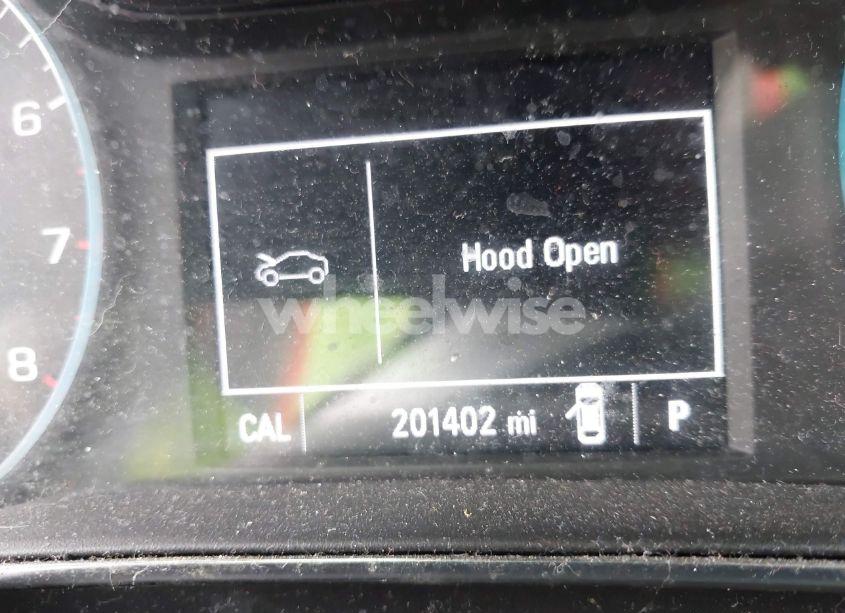 6
7
8
Hood Open
wheelwise
CAL 201402 mi P